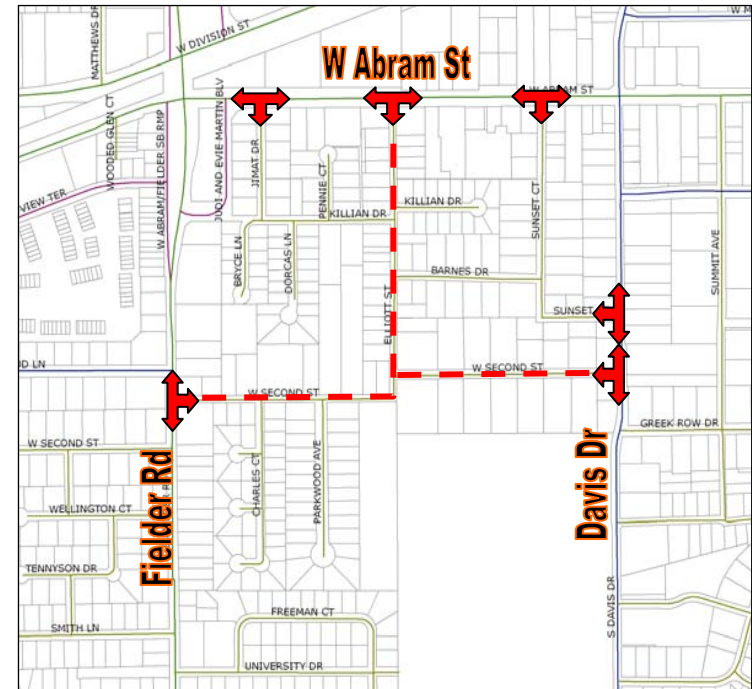 MATTHEWS DR
W DIVISION ST
W M
W Abram St
W ABRAM ST
WOODED GLEN CT
W ABRAM/FIELDER SB RMP
JUDI AND EVIE MARTIN BLV
JIMAT DR
PENNIE CT
KILLIAN DR
KILLIAN DR
SUNSET CT
SUMMIT AVE
VIEW TER
BRYCE LN
DORCAS LN
BARNES DR
ELLIOTT ST
SUNSET
OD LN
W SECOND ST
W SECOND ST
W SECOND ST
GREEK ROW DR
CHARLES CT
PARKWOOD AVE
Fielder Rd
Davis Dr
WELLINGTON CT
TENNYSON DR
SMITH LN
FREEMAN CT
UNIVERSITY DR
S DAVIS DR